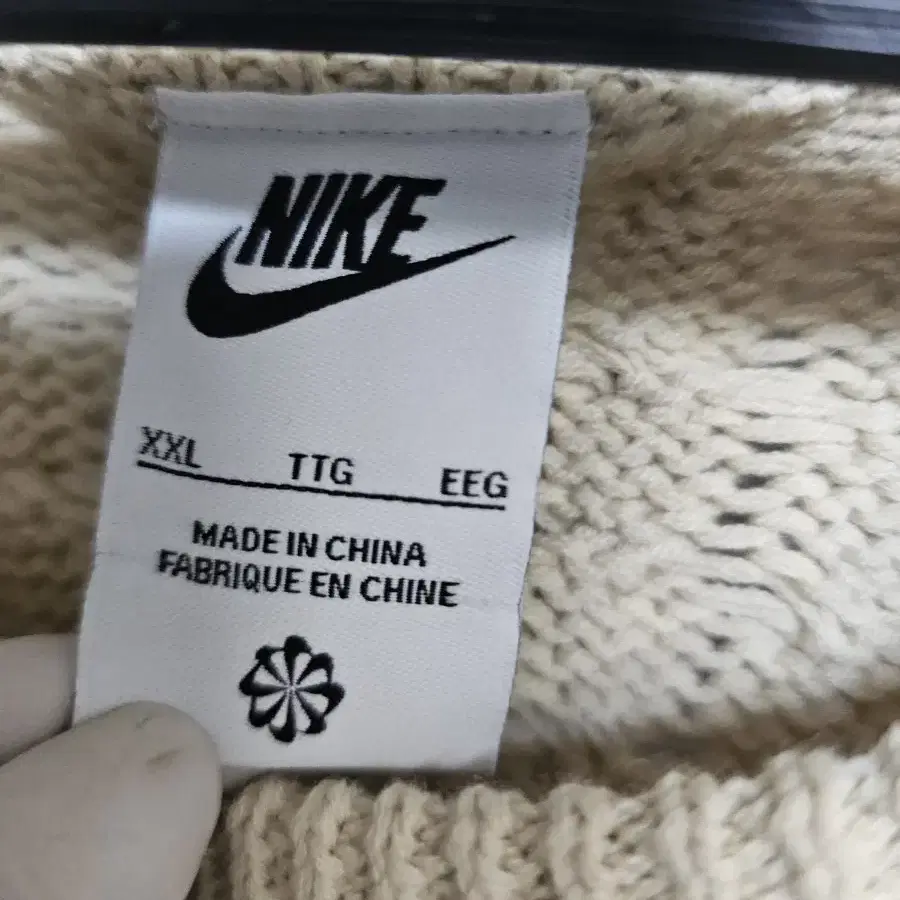 NIKE
XXL TTG EEG
MADE IN CHINA
FABRIQUE EN CHINE